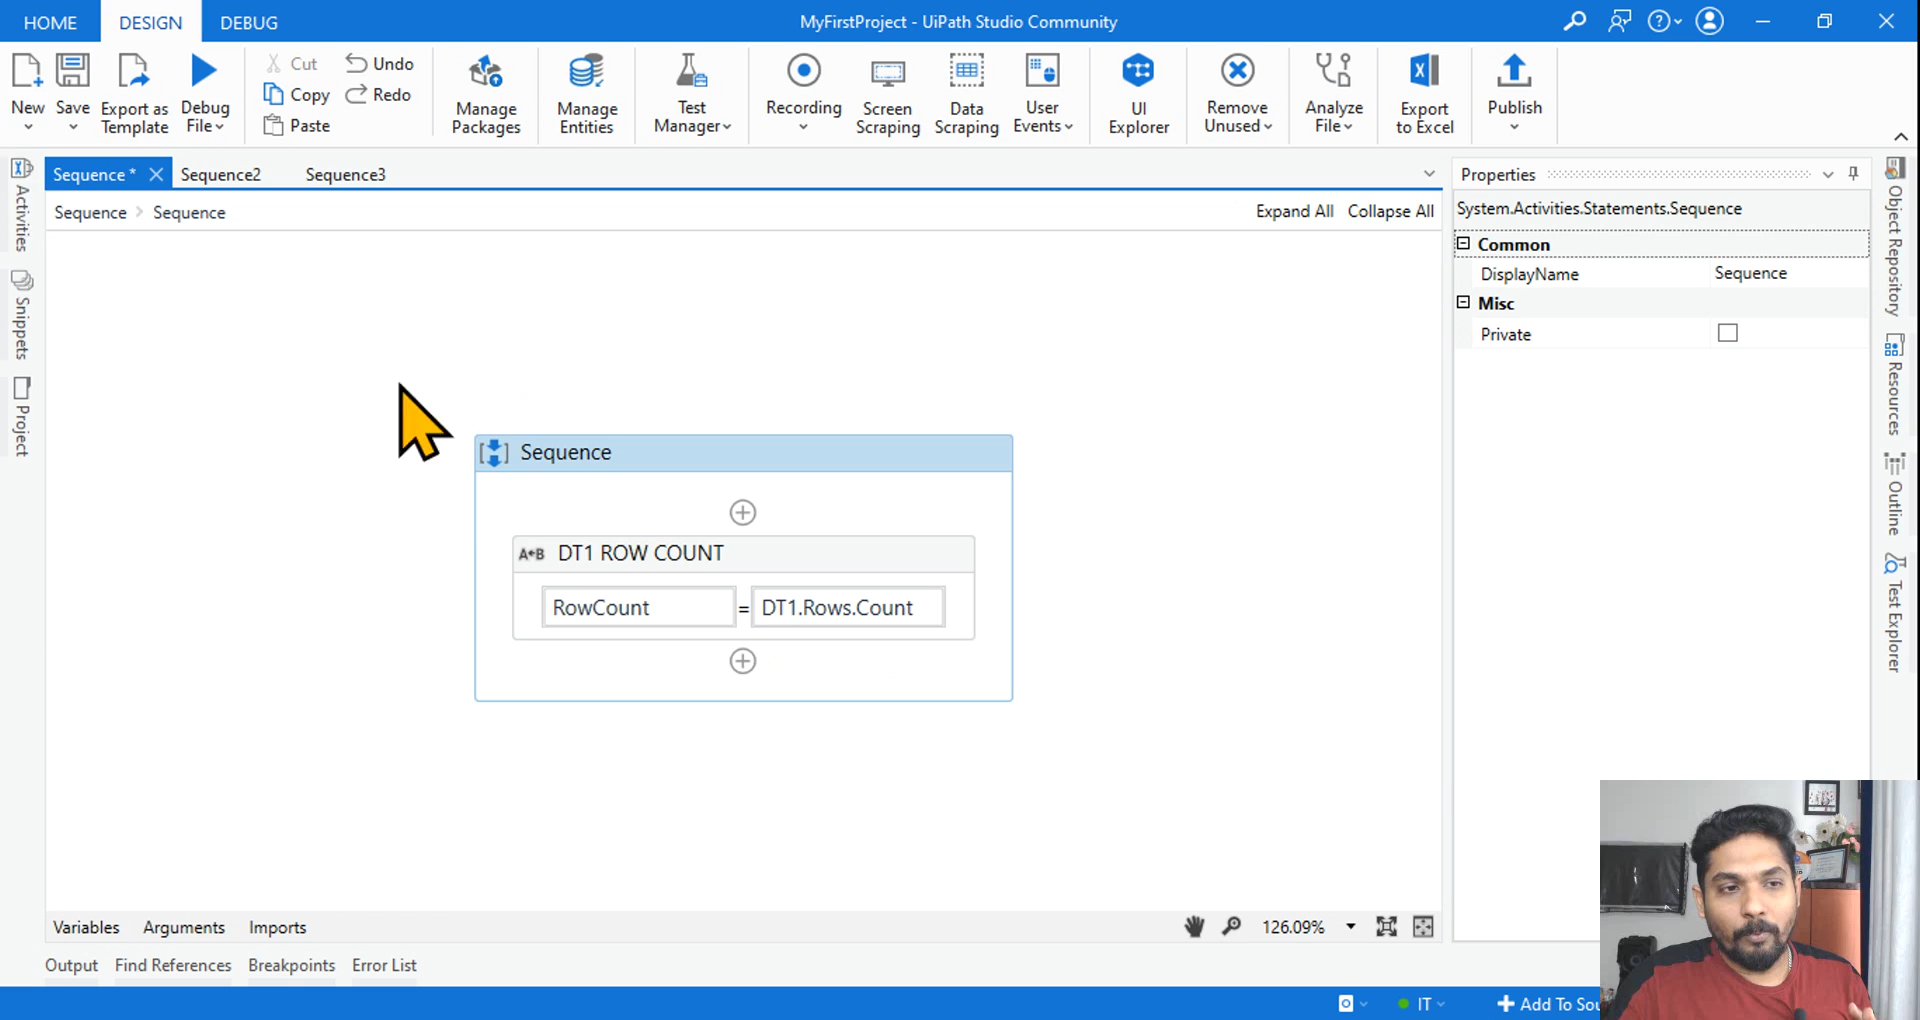 HOME DESIGN DEBUG MyFirstProject - UiPath Studio Community
New Save Export as Template Debug File
Cut Copy Paste Undo Redo
Manage Packages Manage Entities Test Manager
Recording Screen Scraping Data Scraping User Events UI Explorer Remove Unused Analyze File Export to Excel Publish
Sequence * Sequence2 Sequence3
Sequence > Sequence Expand All Collapse All
Activities
Snippets
Project
Sequence
A←B DT1 ROW COUNT
RowCount = DT1.Rows.Count
Properties
System.Activities.Statements.Sequence
Common
DisplayName Sequence
Misc
Private
Object Repository
Resources
Outline
Test Explorer
Variables Arguments Imports 126.09%
Output Find References Breakpoints Error List
IT + Add To